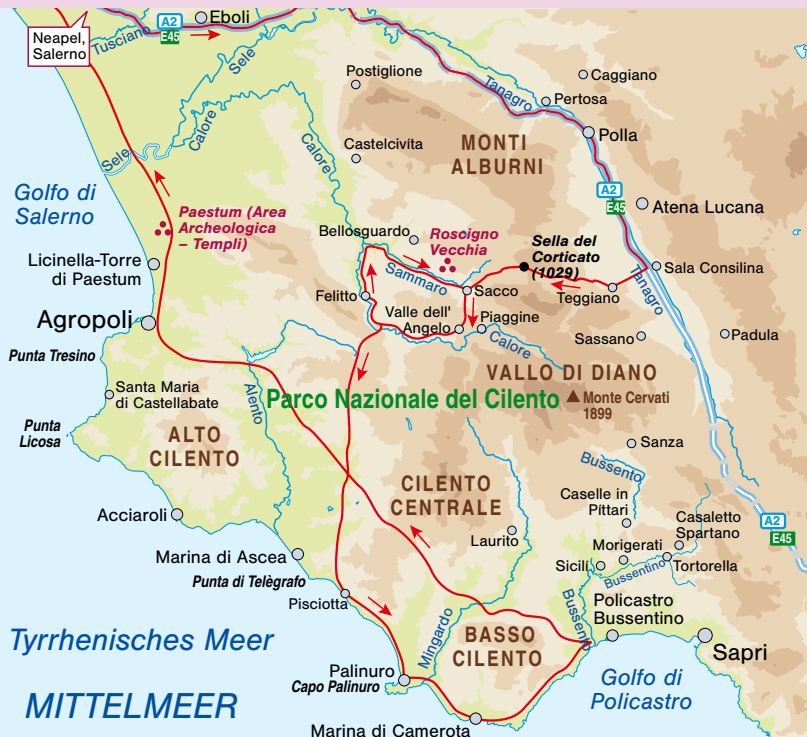 Neapel,
Salerno
A2
E45
Eboli
Tusciano
Sele
Postiglione
Tanagro
Caggiano
Pertosa
Calore
Calore
Castelcivita
MONTI
ALBURNI
Polla
Sele
Golfo di
Salerno
A2
E45
Atena Lucana
Paestum (Area
Archeologica
– Templi)
Bellosguardo
Roscigno
Vecchia
Sella del
Corticato
(1029)
Licinella-Torre
di Paestum
Sammaro
Sala Consilina
Tanagro
Felitto
Sacco
Teggiano
Valle dell'
Angelo
Piaggine
Agropoli
Calore
Sassano
Padula
Punta Tresino
VALLO DI DIANO
Santa Maria
di Castellabate
Alento
Parco Nazionale del Cilento
Monte Cervati
1899
Punta
Licosa
ALTO
CILENTO
Sanza
Bussento
CILENTO
CENTRALE
Caselle in
Pittari
Acciaroli
Casaletto
Spartano
A2
E45
Laurito
Morigerati
Marina di Ascea
Sicilì
Tortorella
Bussentino
Punta di Telègrafo
Pisciotta
Bussento
Policastro
Bussentino
Mingardo
Tyrrhenisches Meer
BASSO
CILENTO
Sapri
Palinuro
Capo Palinuro
Golfo di
Policastro
MITTELMEER
Marina di Camerota